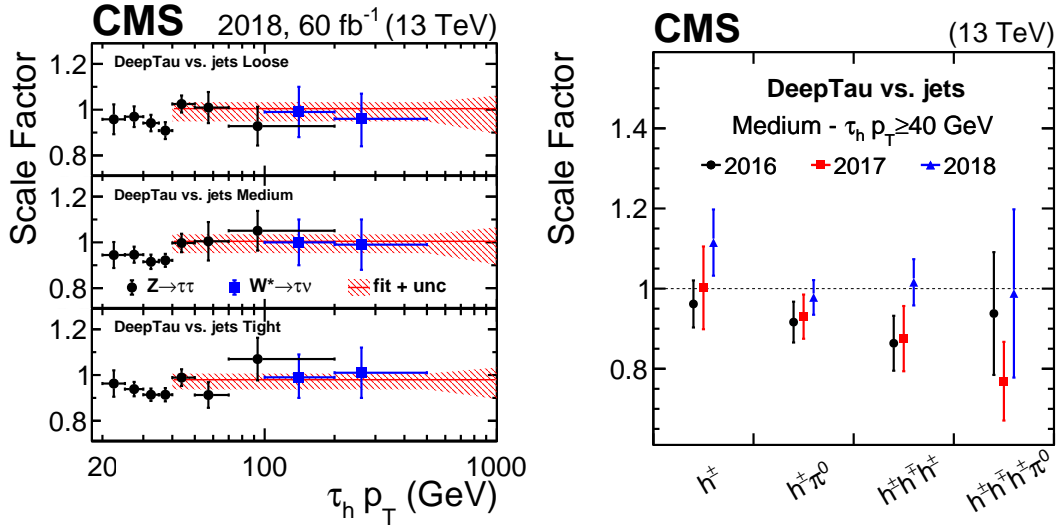 CMS 2018, 60 fb⁻¹ (13 TeV)
Scale Factor
1.2
1
0.8
DeepTau vs. jets Loose
1.2
1
0.8
DeepTau vs. jets Medium
Z→ττ W*→τν fit + unc
1.2
1
0.8
DeepTau vs. jets Tight
20 100 1000
τₕ p_T (GeV)
CMS (13 TeV)
Scale Factor
DeepTau vs. jets
Medium - τₕ p_T≥40 GeV
2016 2017 2018
1.4
1.2
1
0.8
h± h±π⁰ h±h∓h± h±h∓h±π⁰